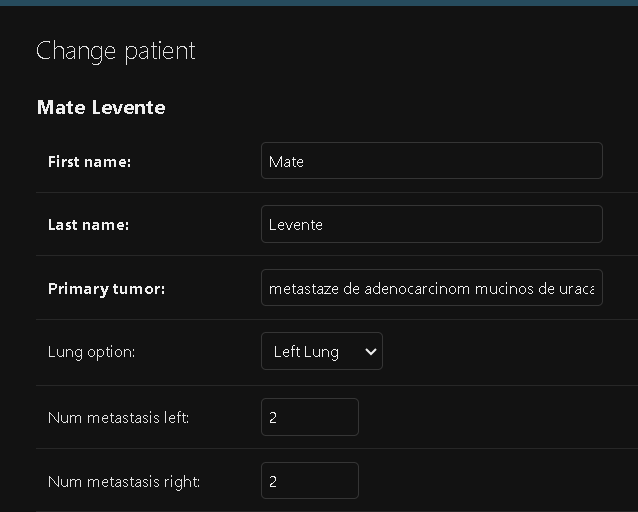 Change patient
Mate Levente
First name: Mate
Last name: Levente
Primary tumor: metastaze de adenocarcinom mucinos de uraca
Lung option: Left Lung
Num metastasis left: 2
Num metastasis right: 2